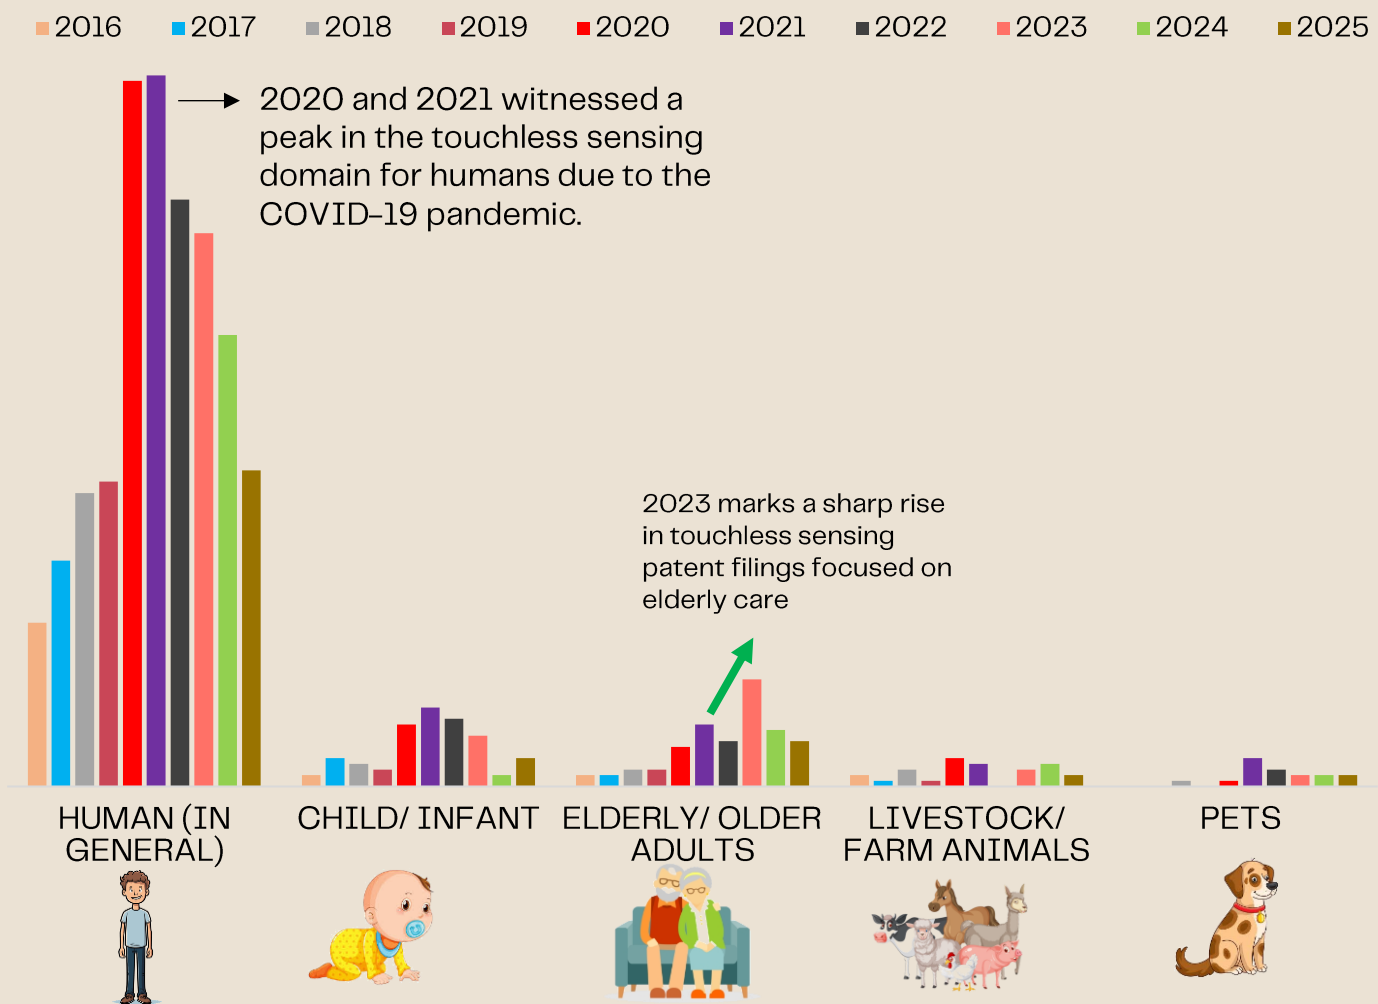 2016 2017 2018 2019 2020 2021 2022 2023 2024 2025
2020 and 2021 witnessed a
peak in the touchless sensing
domain for humans due to the
COVID-19 pandemic.
2023 marks a sharp rise
in touchless sensing
patent filings focused on
elderly care
HUMAN (IN
GENERAL)
CHILD/ INFANT
ELDERLY/ OLDER
ADULTS
LIVESTOCK/
FARM ANIMALS
PETS